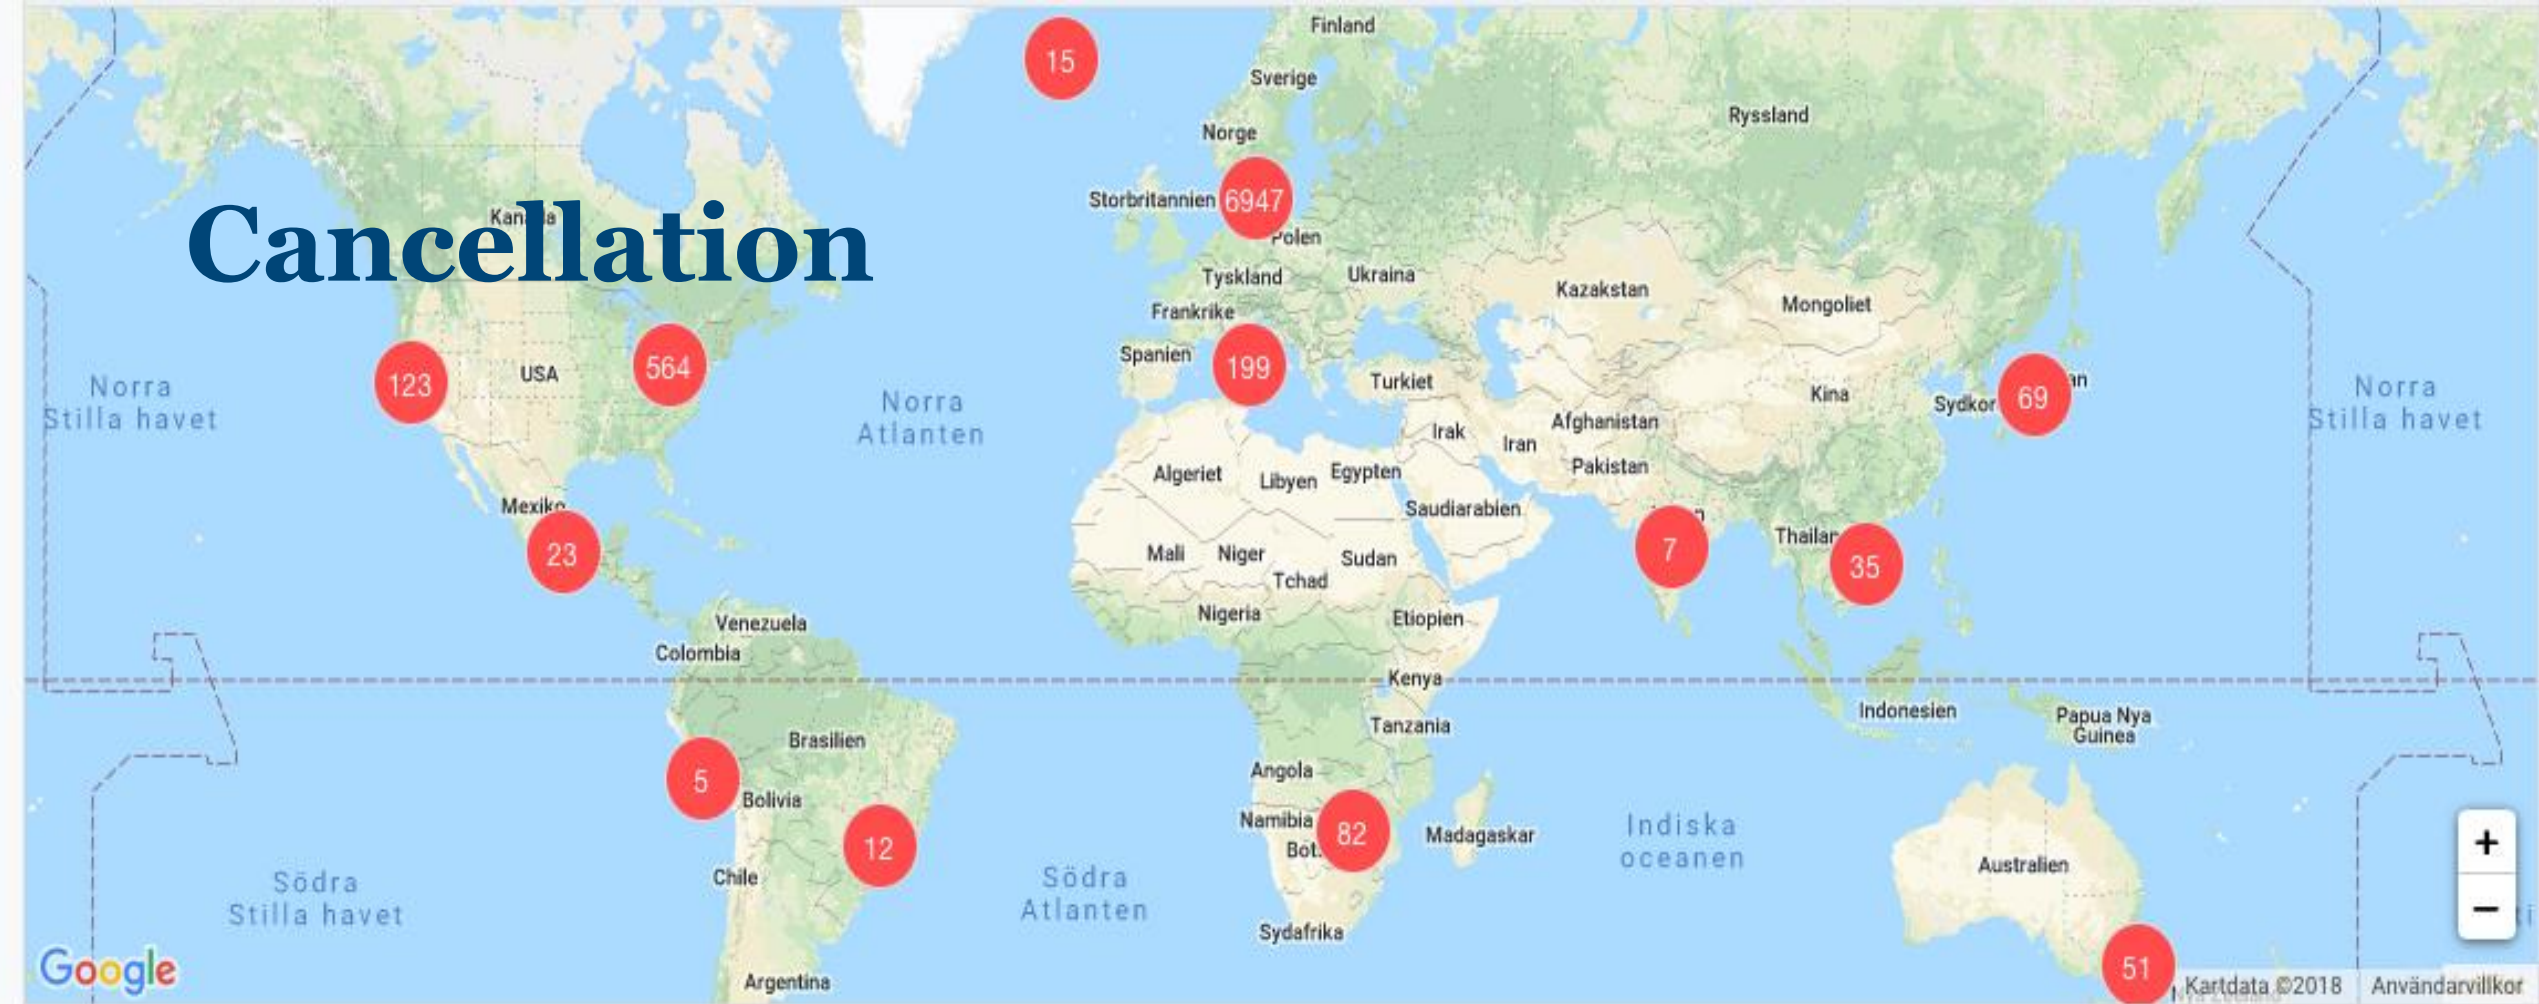 Finland
15
Sverige
Ryssland
Norge
Storbritannien
6947
Kanada
Cancellation
Polen
Tyskland
Ukraina
Kazakstan
Mongoliet
Frankrike
Spanien
199
564
123
USA
Turkiet
Kina
69
Sydkor
an
Norra
Stilla havet
Norra
Atlanten
Norra
Stilla havet
Afghanistan
Irak
Iran
Pakistan
Algeriet
Libyen
Egypten
Saudiarabien
Mexiko
23
7
Thailan
35
Mali
Niger
Sudan
Tchad
Nigeria
Etiopien
Venezuela
Colombia
Kenya
Indonesien
Papua Nya
Guinea
Tanzania
Brasilien
Angola
5
Bolivia
12
Namibia
82
Bot
Madagaskar
Indiska
oceanen
Australien
+
−
Chile
Södra
Stilla havet
Södra
Atlanten
Sydafrika
51
Google
Argentina
Kartdata ©2018
Användarvillkor